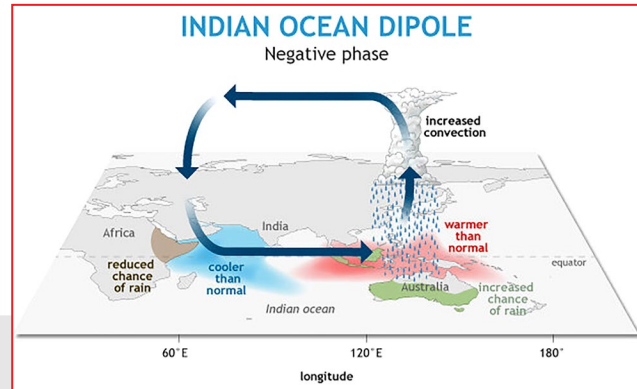 INDIAN OCEAN DIPOLE
Negative phase
increased
convection
Africa
India
warmer
than
normal
reduced
chance
of rain
cooler
than
normal
equator
Indian ocean
Australia
increased
chance
of rain
60°E
120°E
180°
longitude